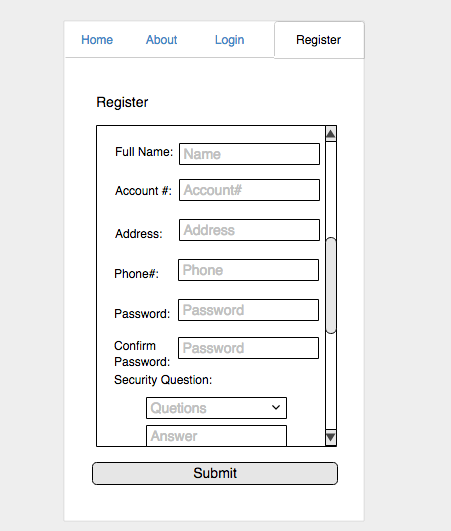 Home About Login Register
Register
Full Name: Name
Account #: Account#
Address: Address
Phone#: Phone
Password: Password
Confirm
Password: Password
Security Question:
Quetions
Answer
Submit